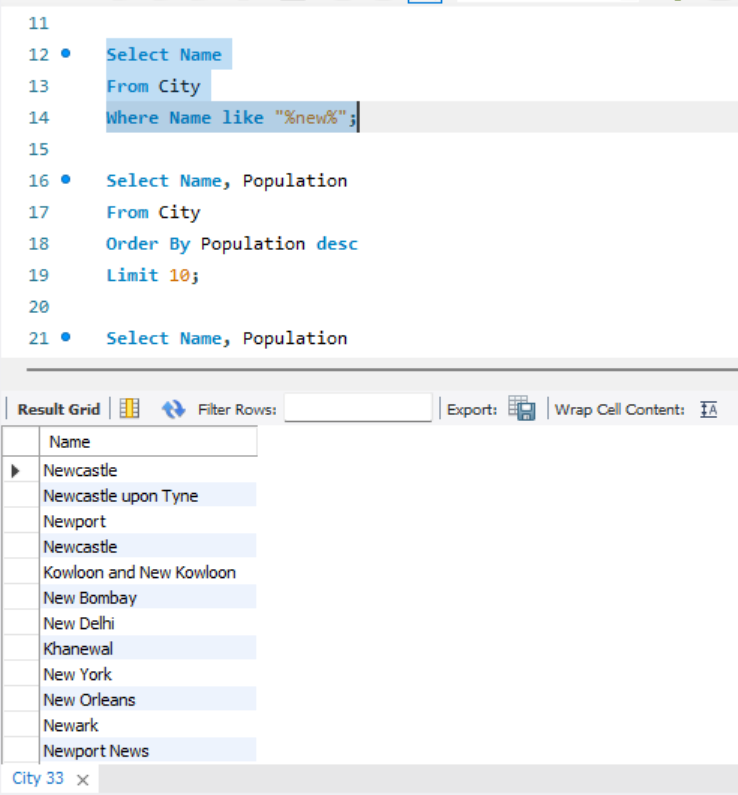 11
12 Select Name
13 From City
14 Where Name like "%new%";
15
16 Select Name, Population
17 From City
18 Order By Population desc
19 Limit 10;
20
21 Select Name, Population
Result Grid Filter Rows: Export: Wrap Cell Content: IA
Name
Newcastle
Newcastle upon Tyne
Newport
Newcastle
Kowloon and New Kowloon
New Bombay
New Delhi
Khanewal
New York
New Orleans
Newark
Newport News
City 33 ×